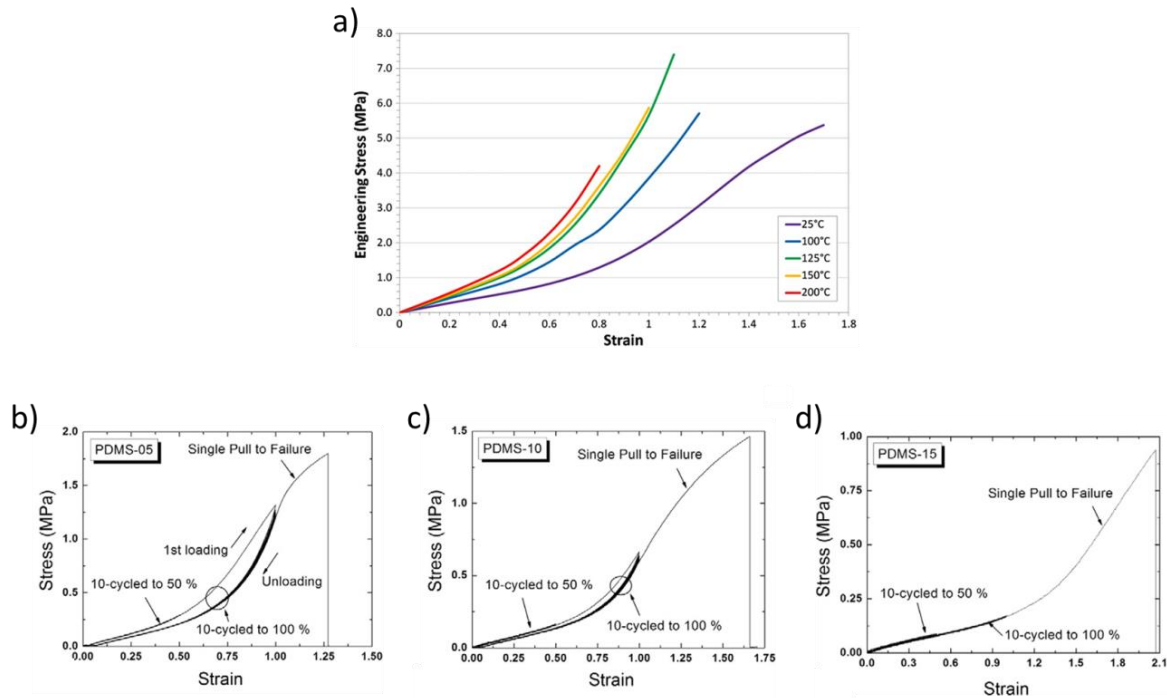 a)
Engineering Stress (MPa)
8.0
7.0
6.0
5.0
4.0
3.0
2.0
1.0
0.0
0 0.2 0.4 0.6 0.8 1 1.2 1.4 1.6 1.8
Strain
25°C
100°C
125°C
150°C
200°C
b)
PDMS-05
Single Pull to Failure
1st loading
Unloading
10-cycled to 50 %
10-cycled to 100 %
Stress (MPa)
2.0
1.5
1.0
0.5
0.0
0.00 0.25 0.50 0.75 1.00 1.25 1.50
Strain
c)
PDMS-10
Single Pull to Failure
10-cycled to 50 %
10-cycled to 100 %
Stress (MPa)
1.5
1.0
0.5
0.0
0.00 0.25 0.50 0.75 1.00 1.25 1.50 1.75
Strain
d)
PDMS-15
Single Pull to Failure
10-cycled to 50 %
10-cycled to 100 %
Stress (MPa)
1.00
0.75
0.50
0.25
0.00
0.0 0.3 0.6 0.9 1.2 1.5 1.8 2.1
Strain